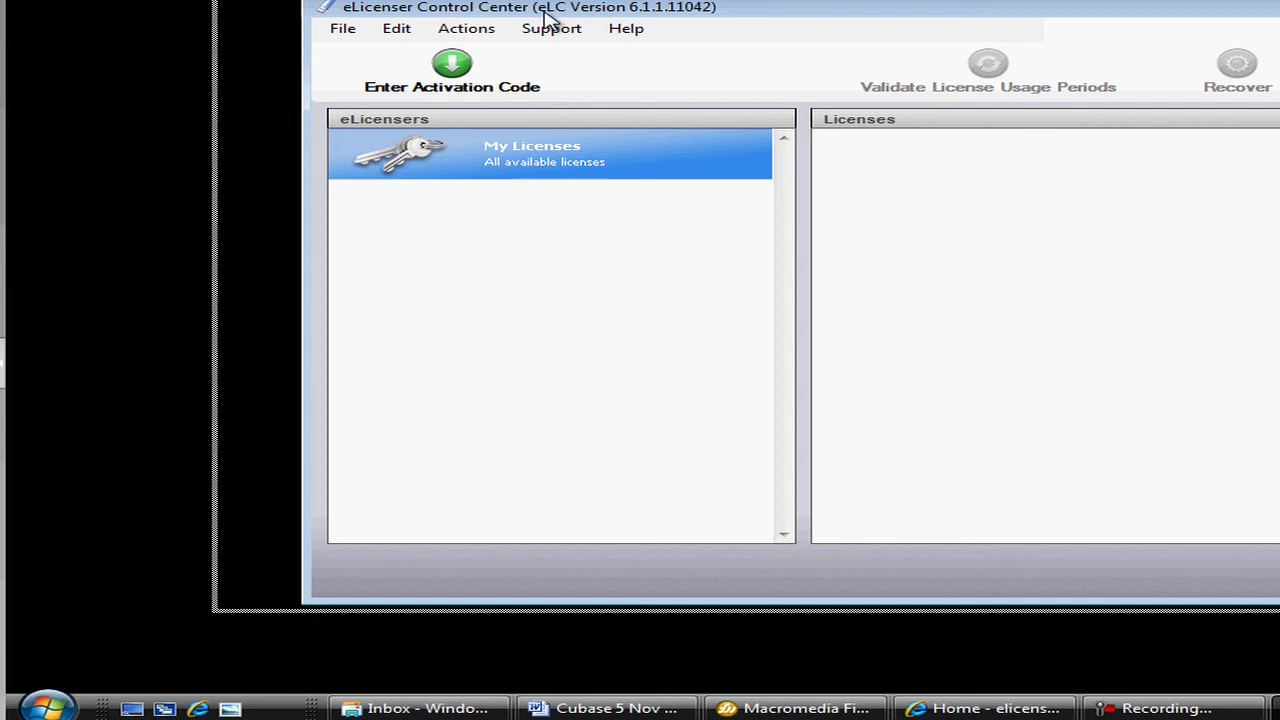 eLicenser Control Center (eLC Version 6.1.1.11042)
File Edit Actions Support Help
Enter Activation Code Validate License Usage Periods Recover
eLicensers Licenses
My Licenses
All available licenses
Inbox - Windo... Cubase 5 Nov ... Macromedia Fi... Home - elicens... Recording...